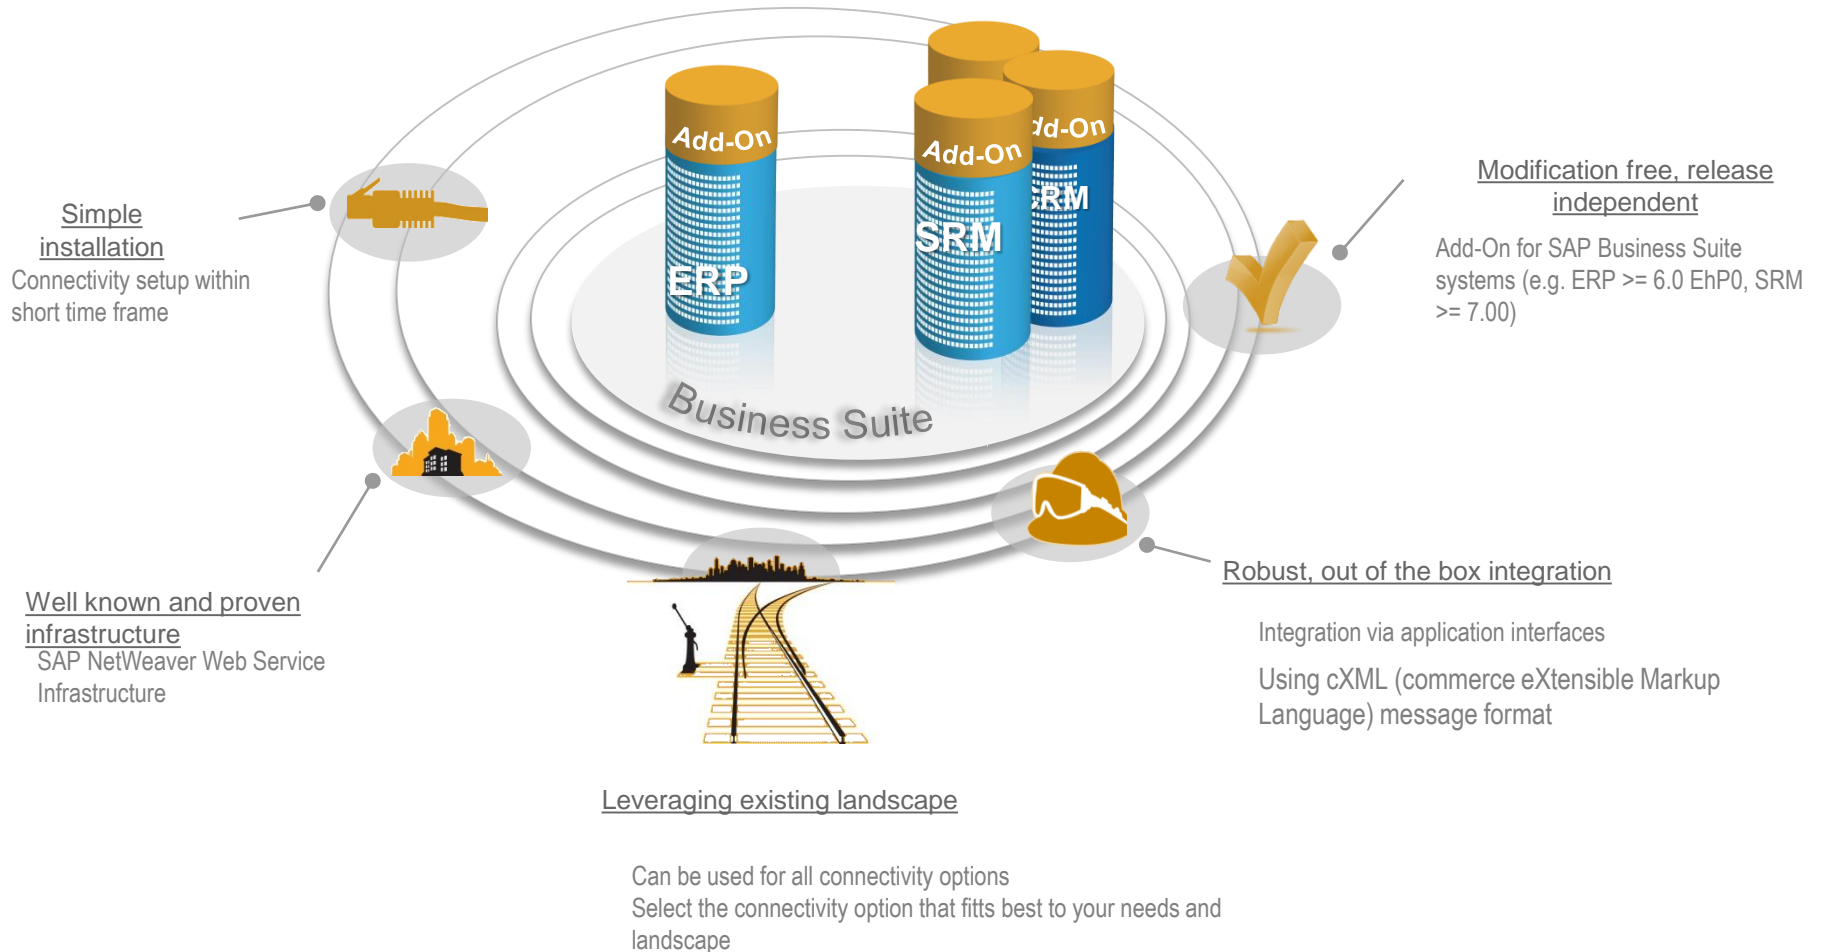 Add-On
ERP
Add-On
SRM
dd-On
CRM
Business Suite
Simple
installation
Connectivity setup within
short time frame
Modification free, release
independent
Add-On for SAP Business Suite
systems (e.g. ERP >= 6.0 EhP0, SRM
>= 7.00)
Well known and proven
infrastructure
SAP NetWeaver Web Service
Infrastructure
Robust, out of the box integration
Integration via application interfaces
Using cXML (commerce eXtensible Markup
Language) message format
Leveraging existing landscape
Can be used for all connectivity options
Select the connectivity option that fitts best to your needs and
landscape